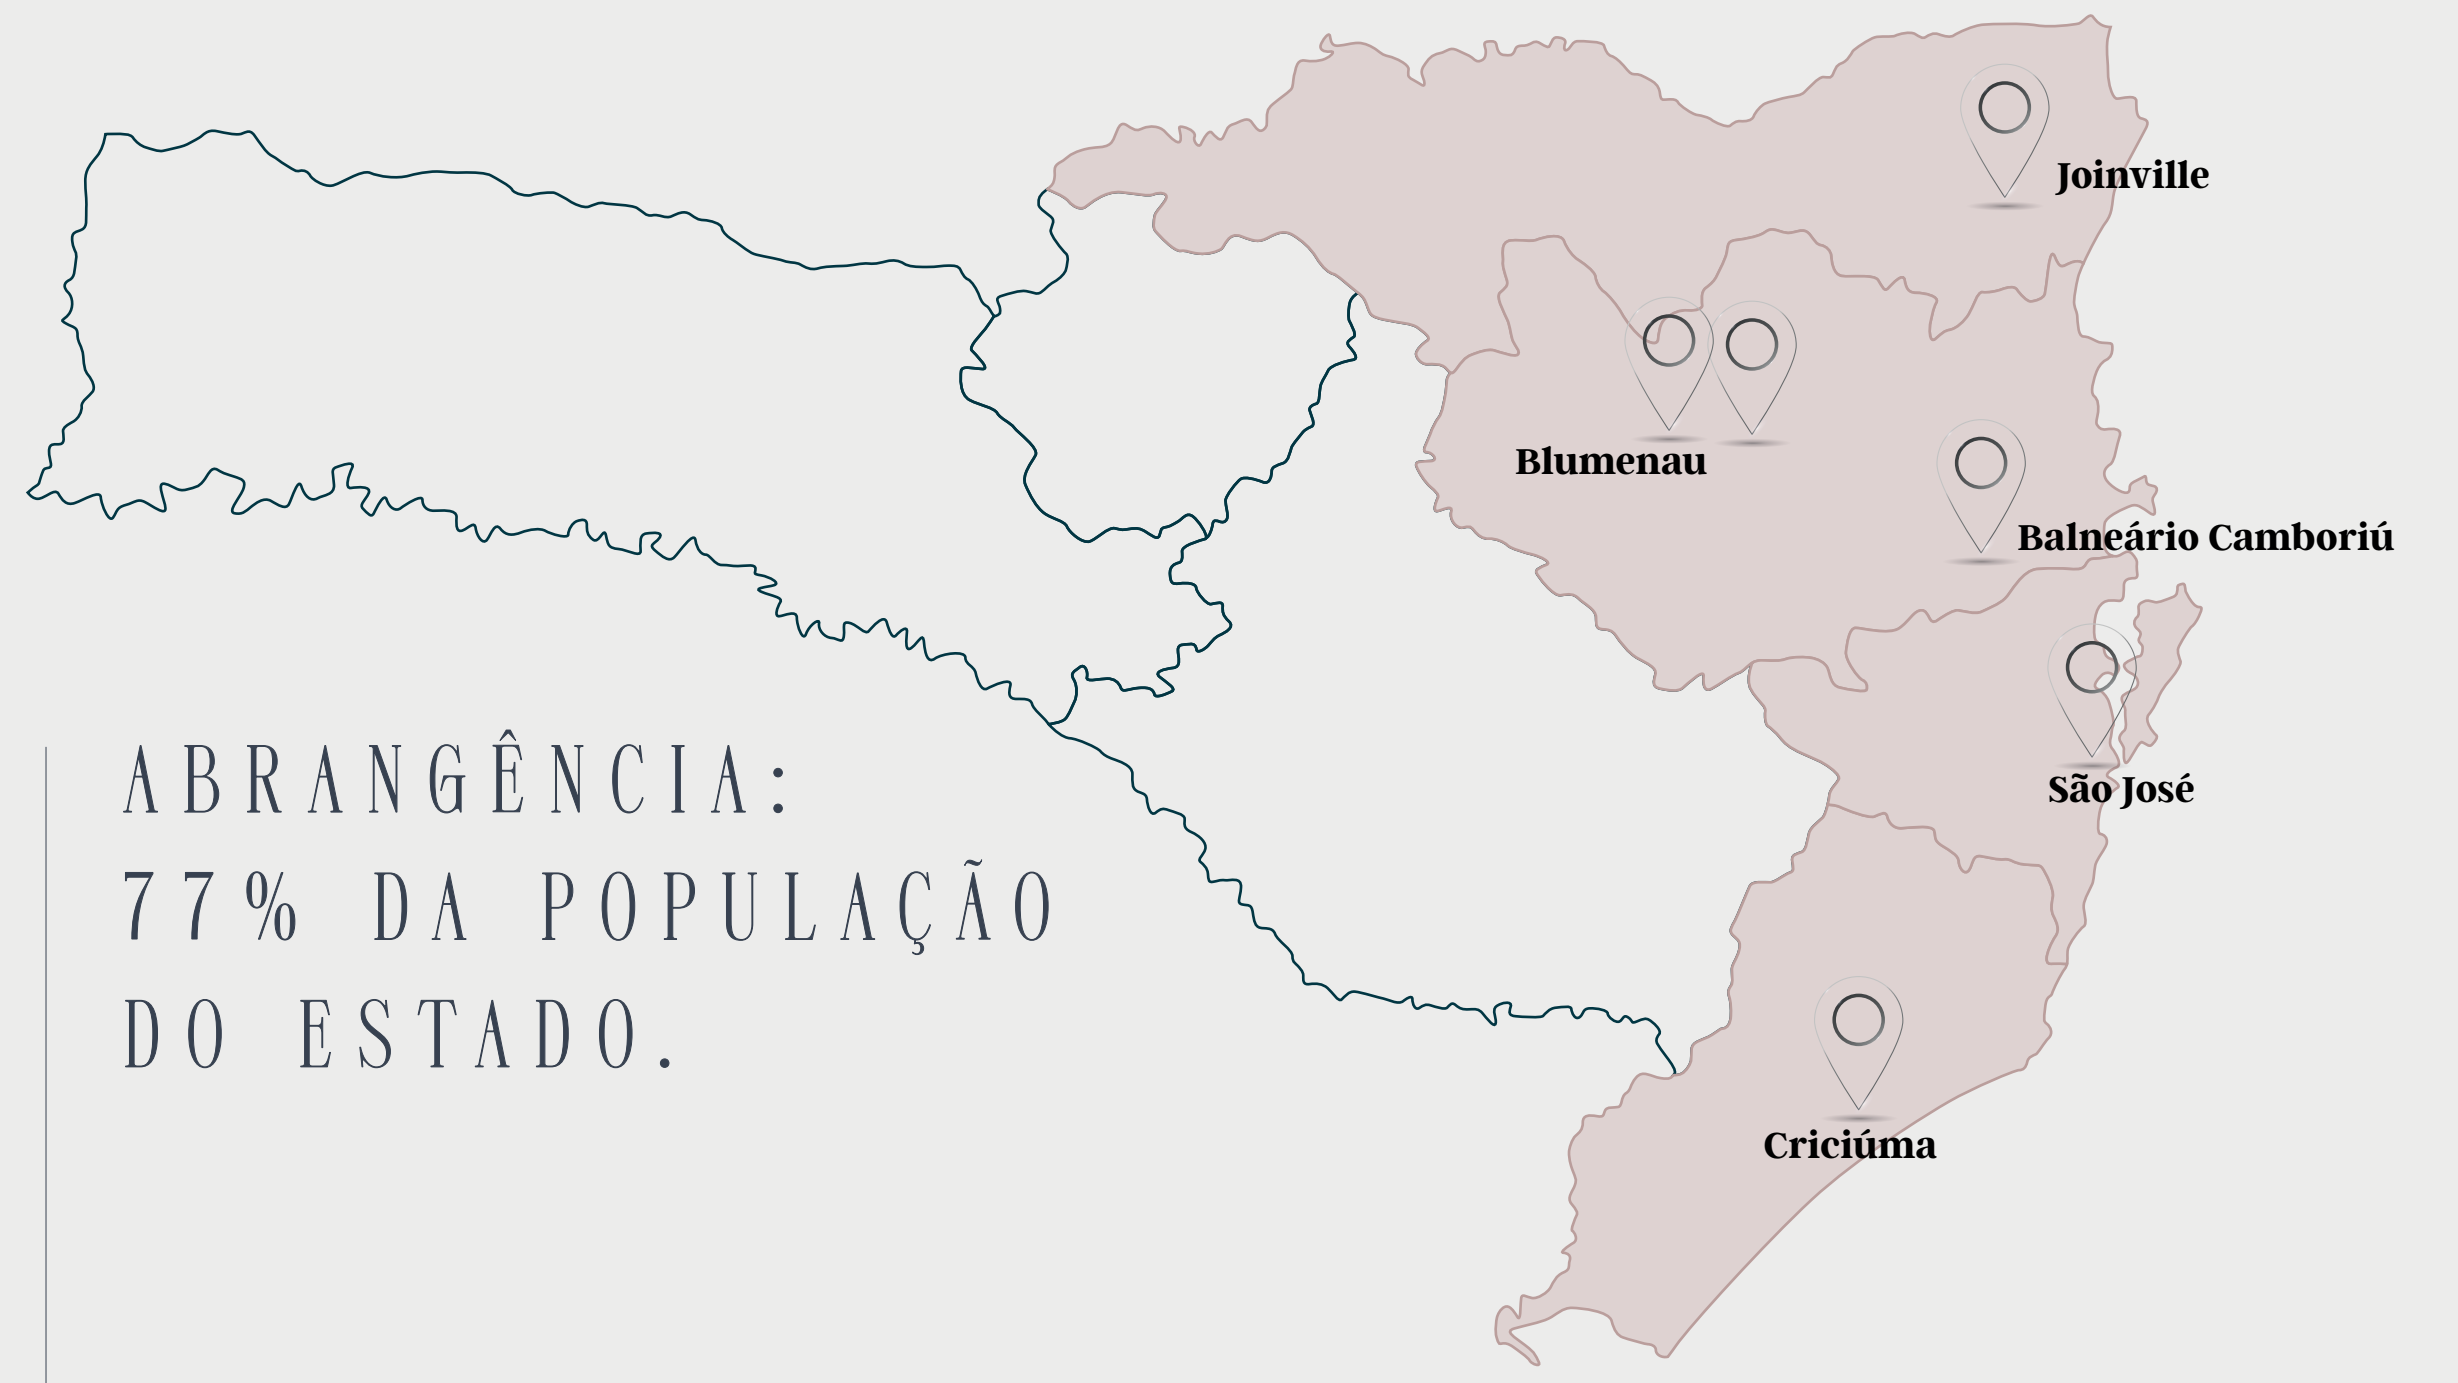 Joinville
Blumenau
Balneário Camboriú
São José
Criciúma
ABRANGÊNCIA:
77% DA POPULAÇÃO
DO ESTADO.